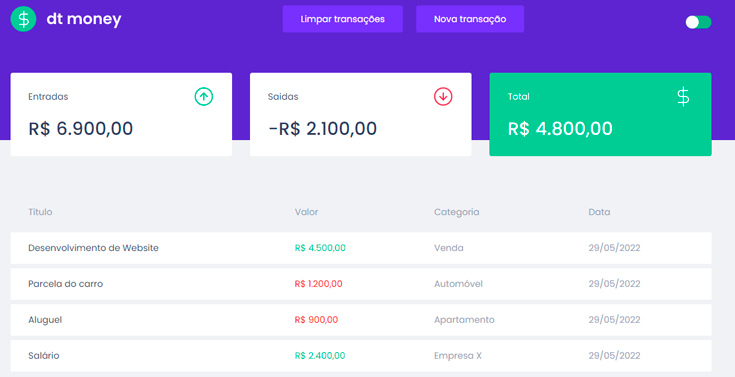 dt money
Limpar transações
Nova transação
Entradas
R$ 6.900,00
Saídas
-R$ 2.100,00
Total
R$ 4.800,00
Título Valor Categoria Data
Desenvolvimento de Website R$ 4.500,00 Venda 29/05/2022
Parcela do carro R$ 1.200,00 Automóvel 29/05/2022
Aluguel R$ 900,00 Apartamento 29/05/2022
Salário R$ 2.400,00 Empresa X 29/05/2022